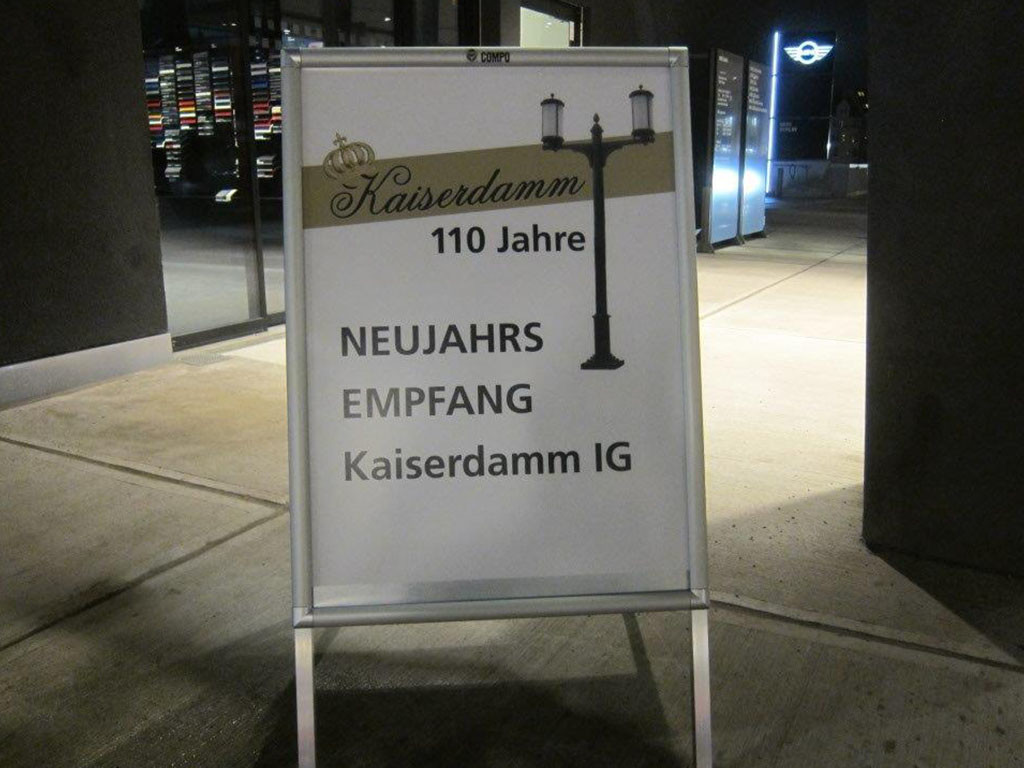 COMPO
Kaiserdamm
110 Jahre
NEUJAHRS
EMPFANG
Kaiserdamm IG